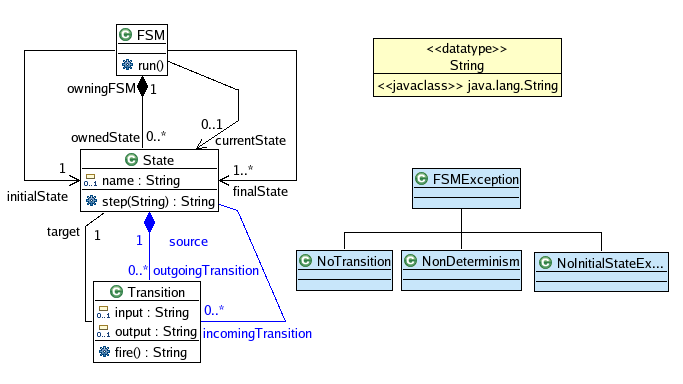 FSM
run()
owningFSM
1
ownedState
0..*
0..1
currentState
1
initialState
1..*
finalState
State
0..1
name : String
step(String) : String
target
1
1
source
0..*
outgoingTransition
Transition
0..1
input : String
0..1
output : String
fire() : String
0..*
incomingTransition
<<datatype>>
String
<<javaclass>> java.lang.String
FSMException
NoTransition
NonDeterminism
NoInitialStateEx...